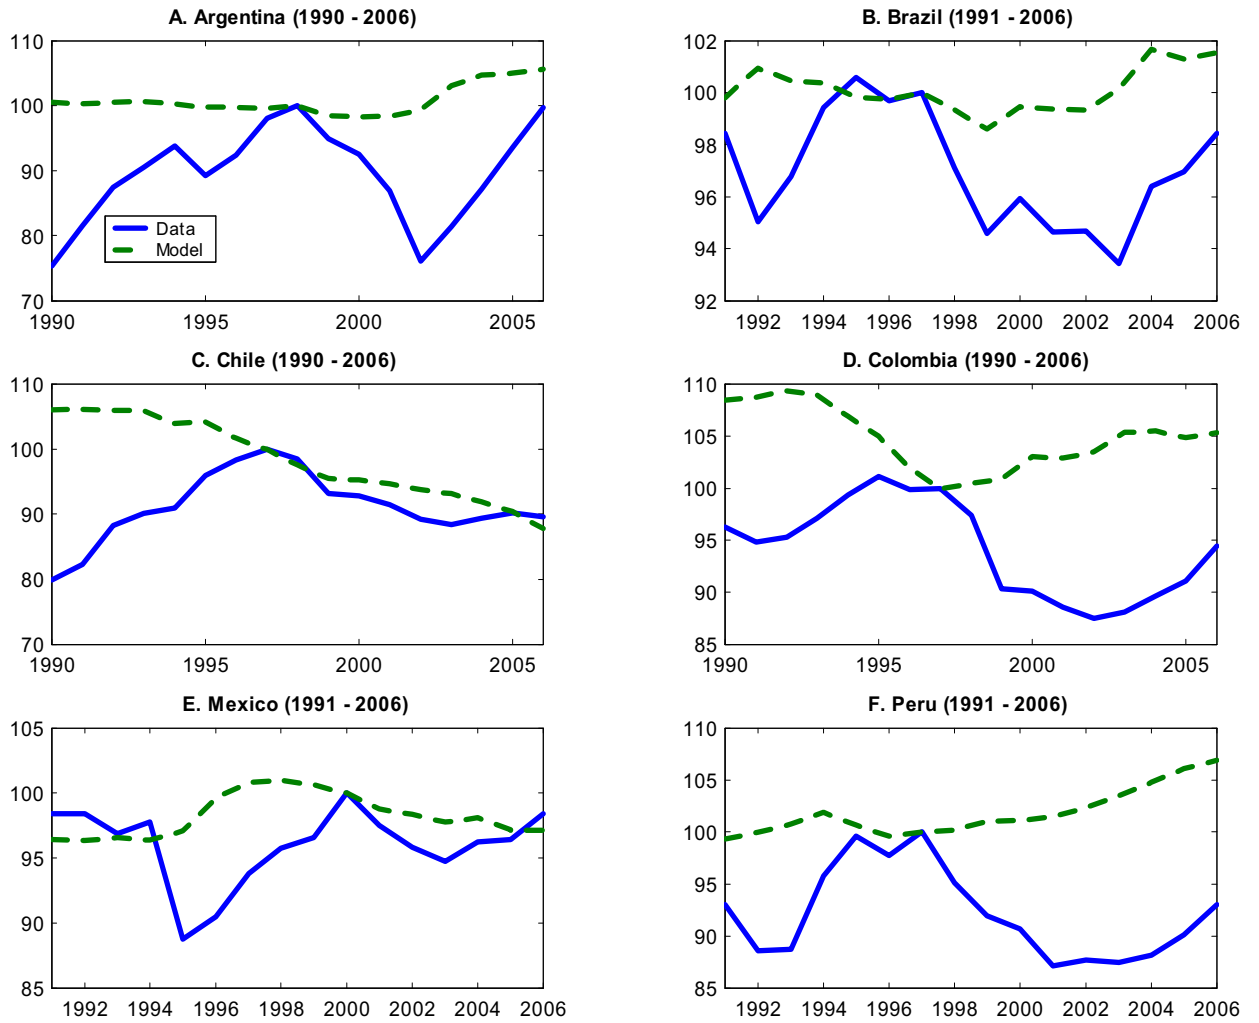 A. Argentina (1990 - 2006)
110
100
90
80
70
Data
Model
1990 1995 2000 2005
B. Brazil (1991 - 2006)
102
100
98
96
94
92
1992 1994 1996 1998 2000 2002 2004 2006
C. Chile (1990 - 2006)
110
100
90
80
70
1990 1995 2000 2005
D. Colombia (1990 - 2006)
110
105
100
95
90
85
1990 1995 2000 2005
E. Mexico (1991 - 2006)
105
100
95
90
85
1992 1994 1996 1998 2000 2002 2004 2006
F. Peru (1991 - 2006)
110
105
100
95
90
85
1992 1994 1996 1998 2000 2002 2004 2006